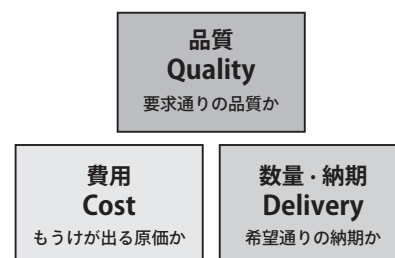 品質
Quality
要求通りの品質か
費用
Cost
もうけが出る原価か
数量・納期
Delivery
希望通りの納期か